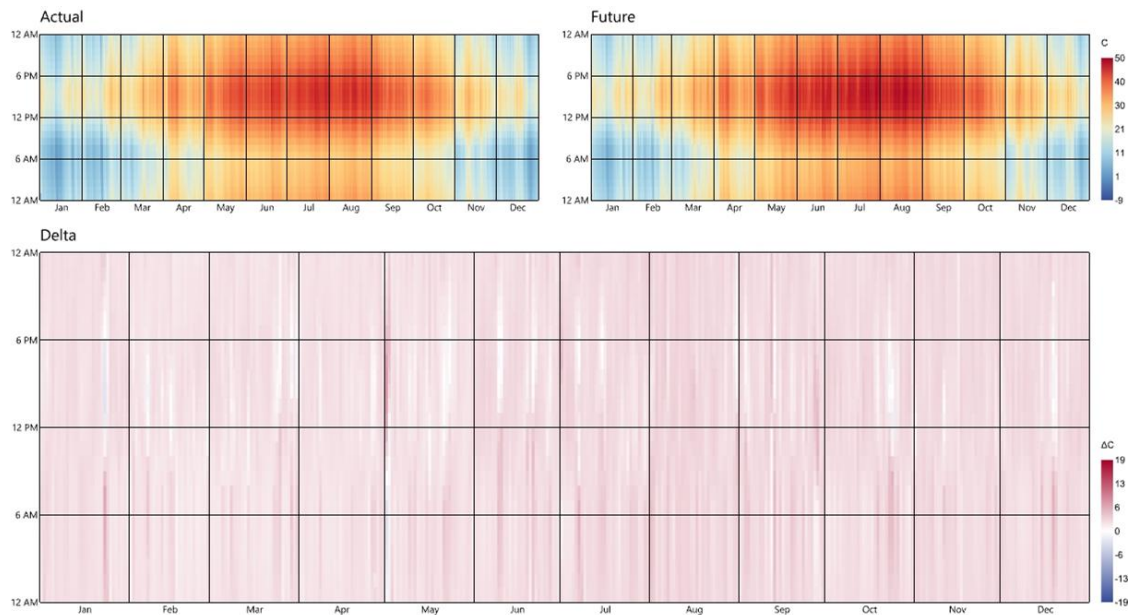 Actual
Future
12 AM
6 PM
12 PM
6 AM
12 AM
Jan Feb Mar Apr May Jun Jul Aug Sep Oct Nov Dec
12 AM
6 PM
12 PM
6 AM
12 AM
Jan Feb Mar Apr May Jun Jul Aug Sep Oct Nov Dec
C
50
40
30
21
11
1
-9
Delta
12 AM
6 PM
12 PM
6 AM
12 AM
Jan Feb Mar Apr May Jun Jul Aug Sep Oct Nov Dec
ΔC
19
13
6
0
-6
-13
-19